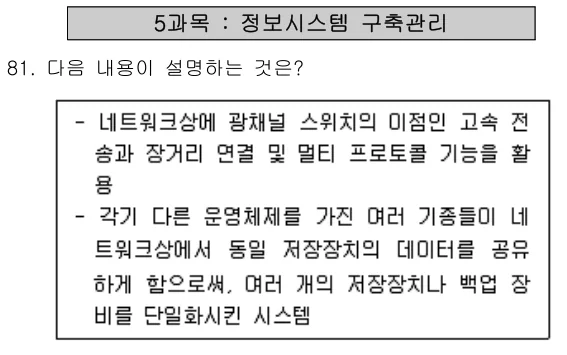 5과목 : 정보시스템 구축관리
81. 다음 내용이 설명하는 것은?
- 네트워크상에 광채널 스위치의 이점인 고속 전
송과 장거리 연결 및 멀티 프로토콜 기능을 활
용
- 각기 다른 운영체제를 가진 여러 기종들이 네
트워크상에서 동일 저장장치의 데이터를 공유
하게 함으로써, 여러 개의 저장장치나 백업 장
비를 단일화시킨 시스템